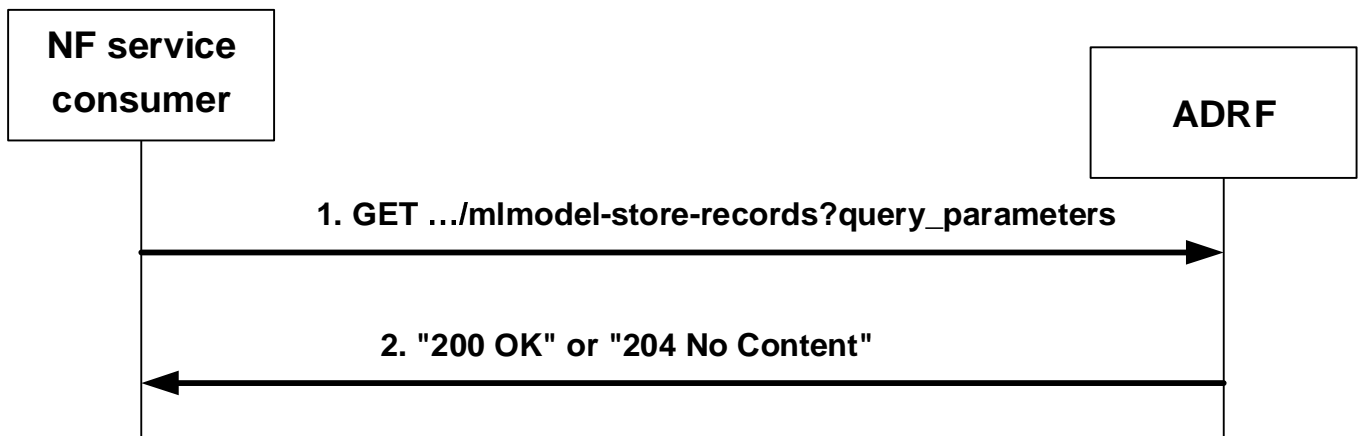 NF service
consumer
ADRF
1. GET …/mlmodel-store-records?query_parameters
2. "200 OK" or "204 No Content"